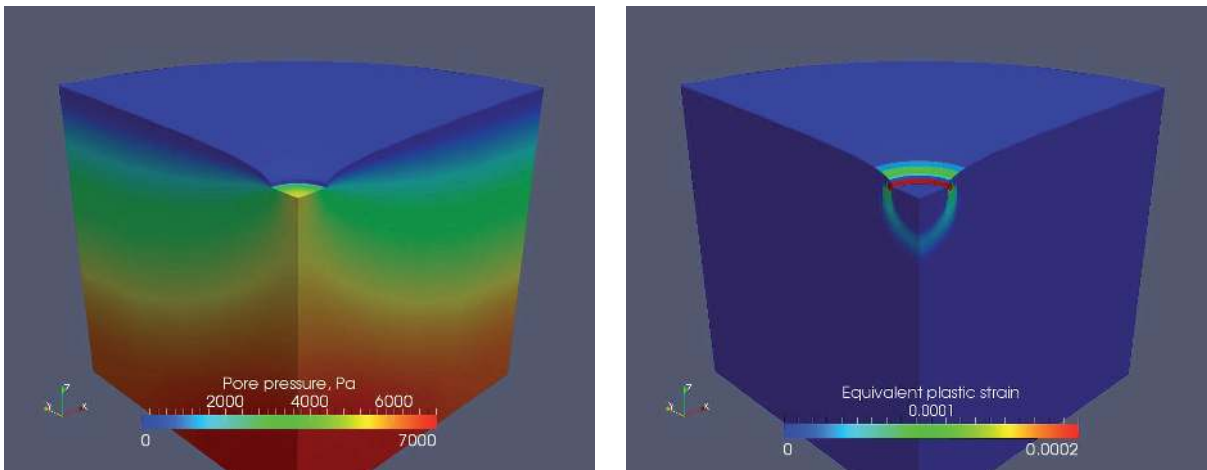 Pore pressure, Pa
2000 4000 6000
0 7000
Z
Y X
Equivalent plastic strain
0.0001
0 0.0002
Z
Y X